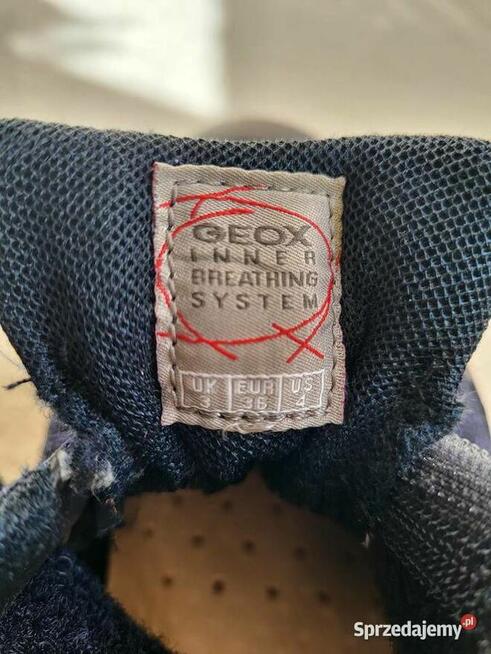 GEOX
INNER
BREATHING
SYSTEM
UK EUR US
3 36 4
Sprzedajemy.pl